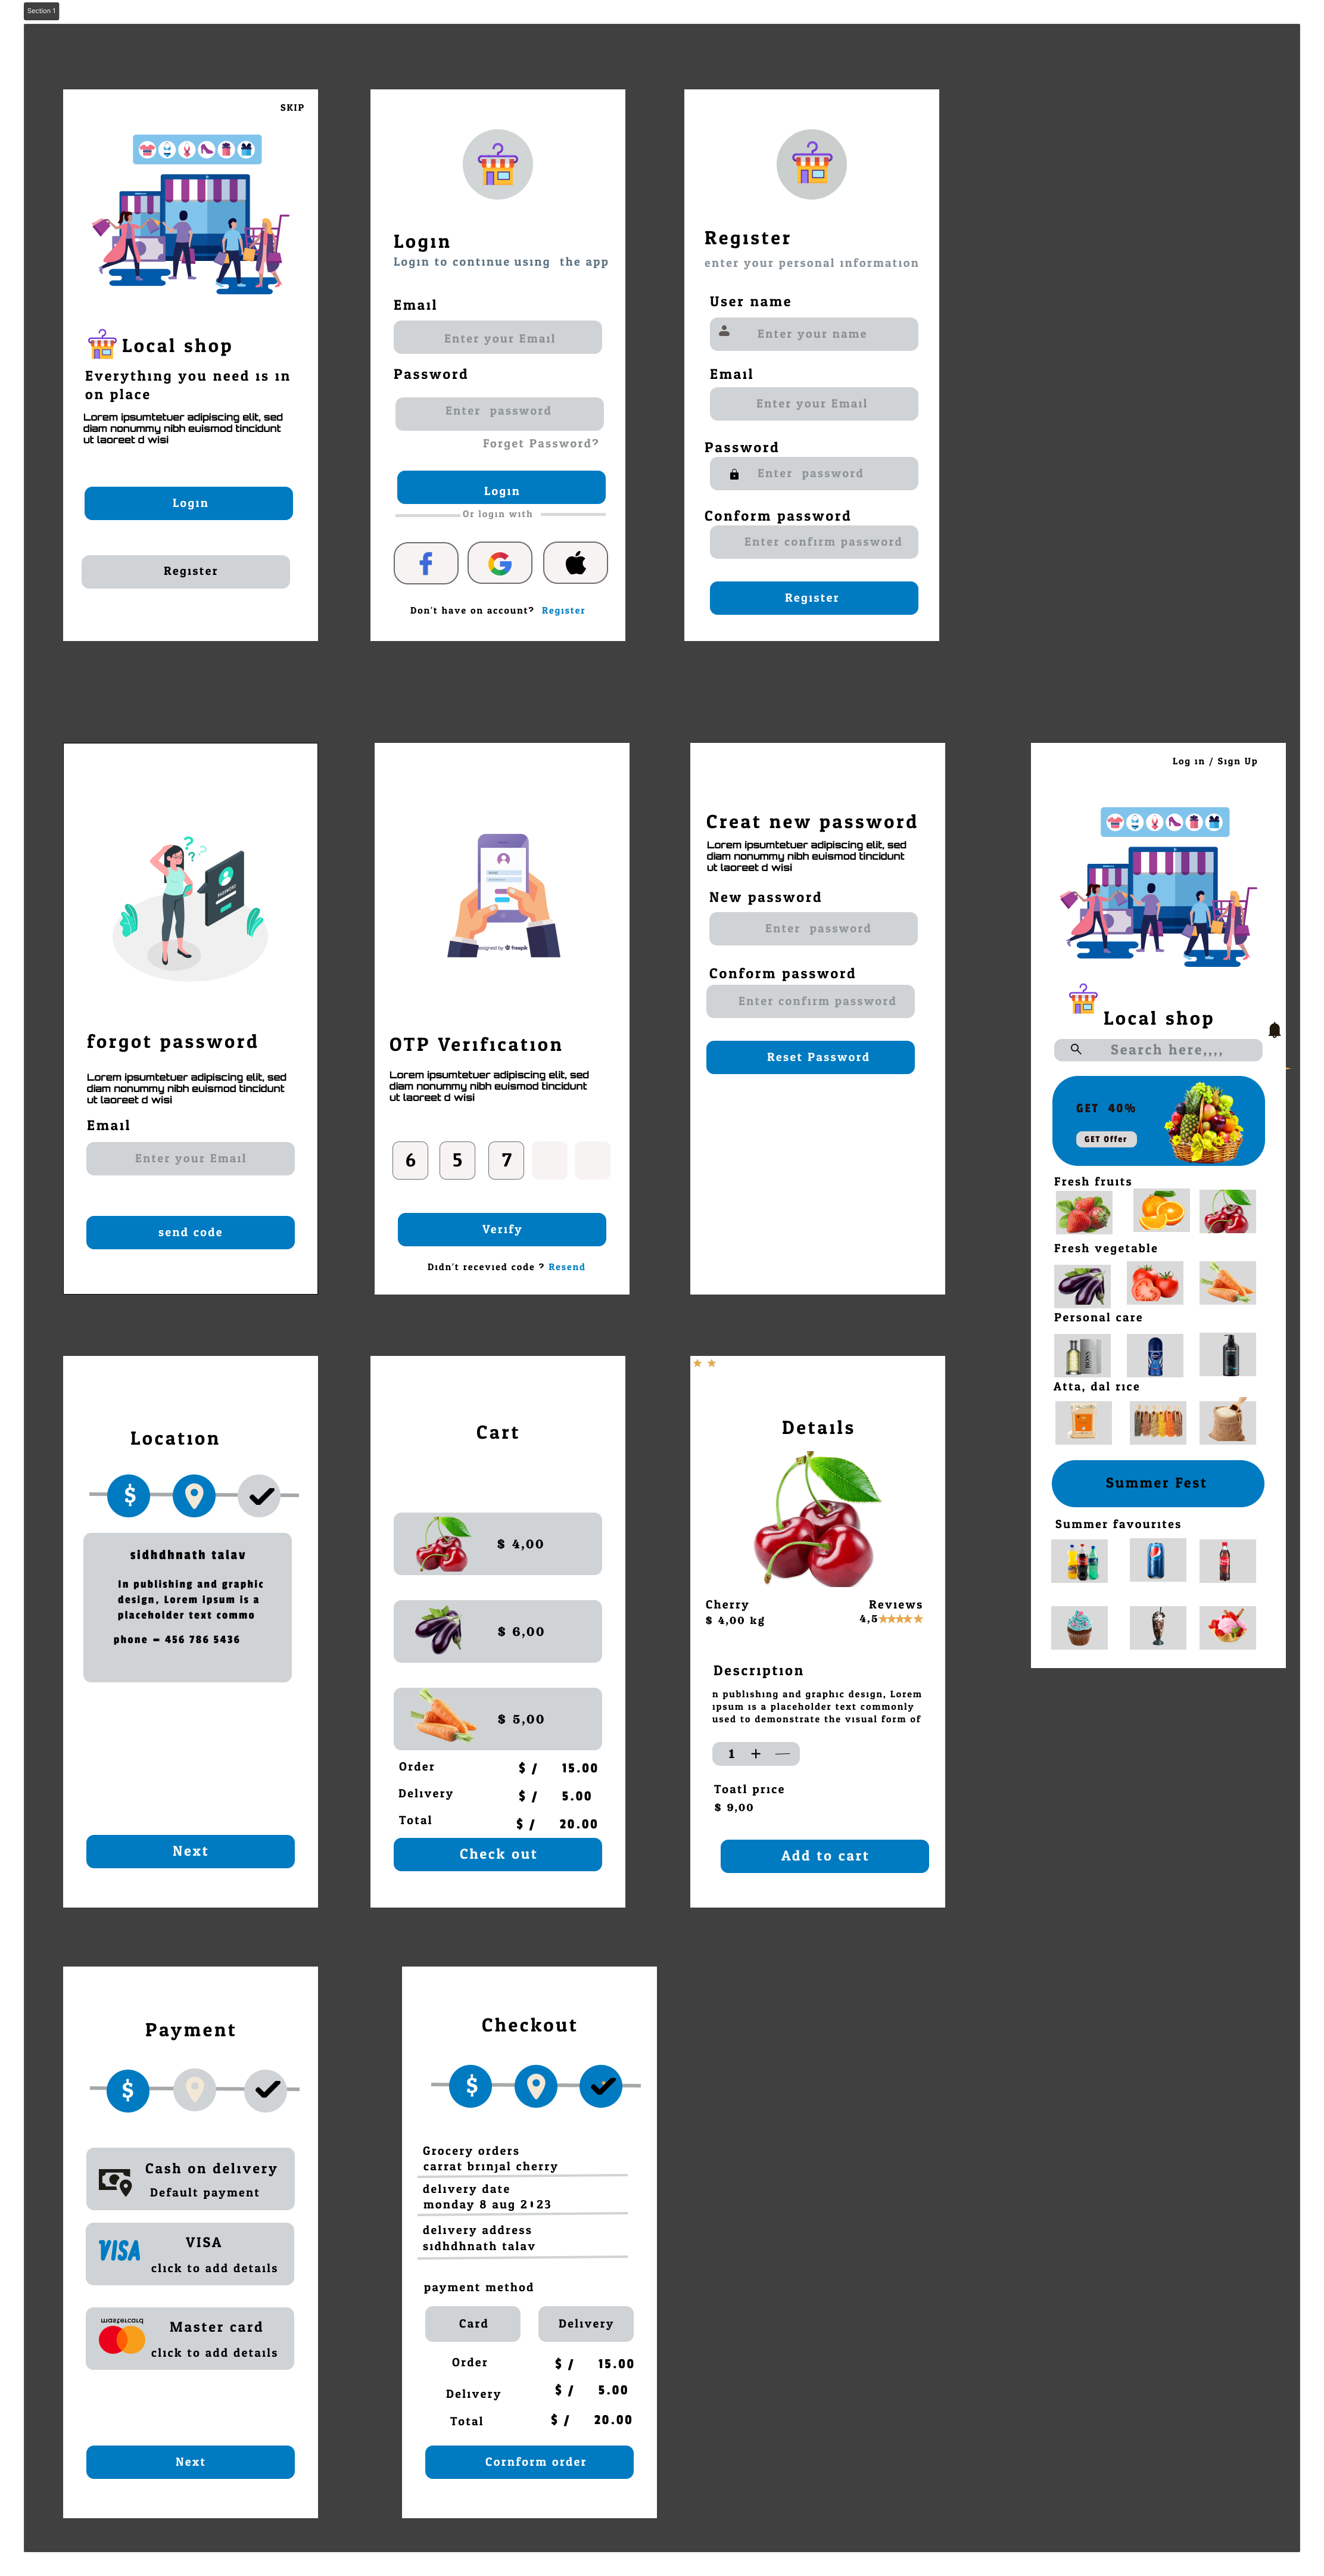 Section 1
SKIP
Local shop
Everything you need is in
on place
Lorem ipsumtetuer adipiscing elit, sed
diam nonummy nibh euismod tincidunt
ut laoreet d wisi
Login
Register
Login
Login to continue using the app
Email
Enter your Email
Password
Enter password
Forget Password?
Login
Or login with
Don't have on account? Register
Register
enter your personal information
User name
Enter your name
Email
Enter your Email
Password
Enter password
Conform password
Enter confirm password
Register
PASSWORD
forgot password
Lorem ipsumtetuer adipiscing elit, sed
diam nonummy nibh euismod tincidunt
ut laoreet d wisi
Email
Enter your Email
send code
designed by freepik
OTP Verification
Lorem ipsumtetuer adipiscing elit, sed
diam nonummy nibh euismod tincidunt
ut laoreet d wisi
6 5 7
Verify
Didn't recevied code ? Resend
Creat new password
Lorem ipsumtetuer adipiscing elit, sed
diam nonummy nibh euismod tincidunt
ut laoreet d wisi
New password
Enter password
Conform password
Enter confirm password
Reset Password
Log in / Sign Up
Local shop
Search here,,,,
GET 40%
GET Offer
Fresh fruits
Fresh vegetable
Personal care
BOSS
Atta, dal rice
Summer Fest
Summer favourites
Location
$
sidhdhnath talav
In publishing and graphic
design, Lorem ipsum is a
placeholder text commo
phone - 456 786 5436
Next
Cart
$ 4,00
$ 6,00
$ 5,00
Order $ / 15.00
Delivery $ / 5.00
Total $ / 20.00
Check out
Details
Cherry
$ 4,00 kg
Reviews
4,5
Description
n publishing and graphic design, Lorem
ipsum is a placeholder text commonly
used to demonstrate the visual form of
1 + —
Toatl price
$ 9,00
Add to cart
Payment
$
Cash on delivery
Default payment
VISA
VISA
click to add details
mastercard
Master card
click to add details
Next
Checkout
$
Grocery orders
carrat brinjal cherry
delivery date
monday 8 aug 2023
delivery address
sidhdhnath talav
payment method
Card
Delivery
Order $ / 15.00
Delivery $ / 5.00
Total $ / 20.00
Cornform order